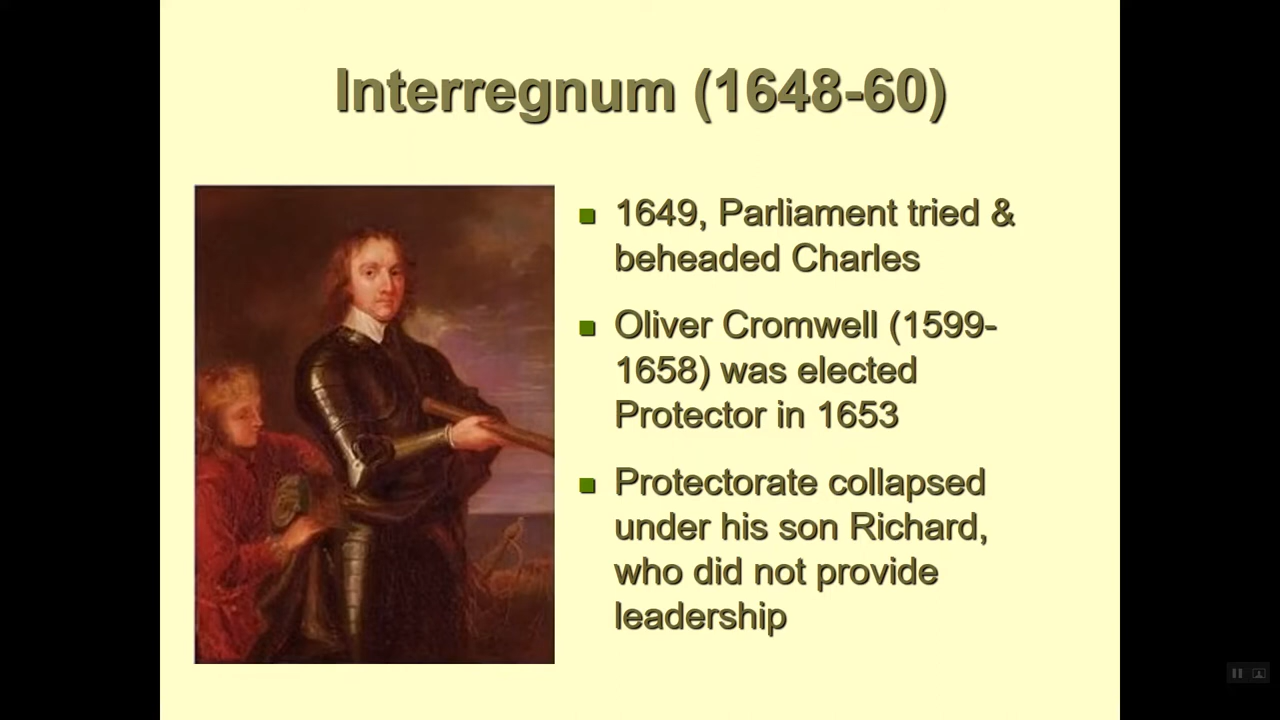 Interregnum (1648-60)
1649, Parliament tried &
beheaded Charles
Oliver Cromwell (1599-
1658) was elected
Protector in 1653
Protectorate collapsed
under his son Richard,
who did not provide
leadership